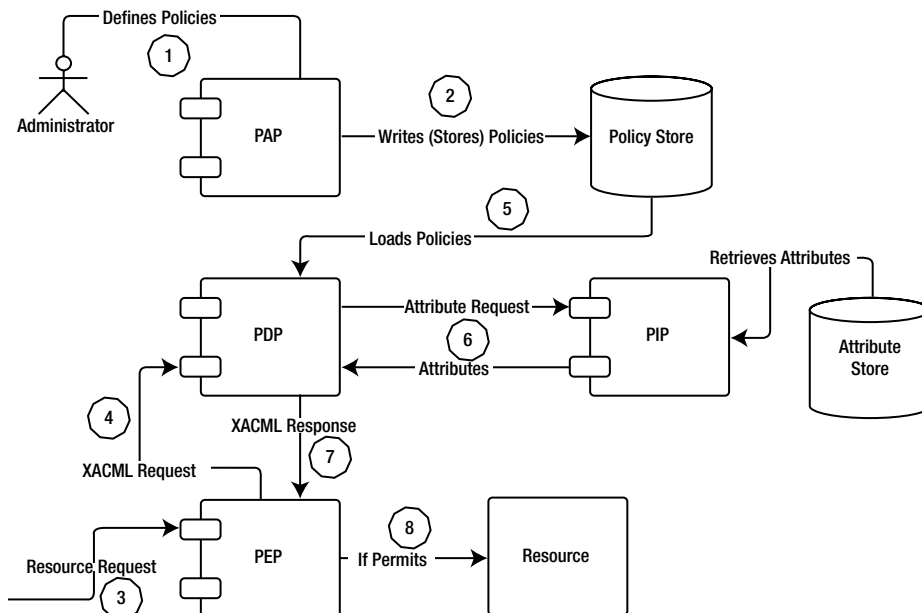 Defines Policies
1
Administrator
PAP
2
Writes (Stores) Policies
Policy Store
5
Loads Policies
Retrieves Attributes
PDP
Attribute Request
6
Attributes
PIP
Attribute
Store
4
XACML Response
7
XACML Request
PEP
8
If Permits
Resource
Resource Request
3